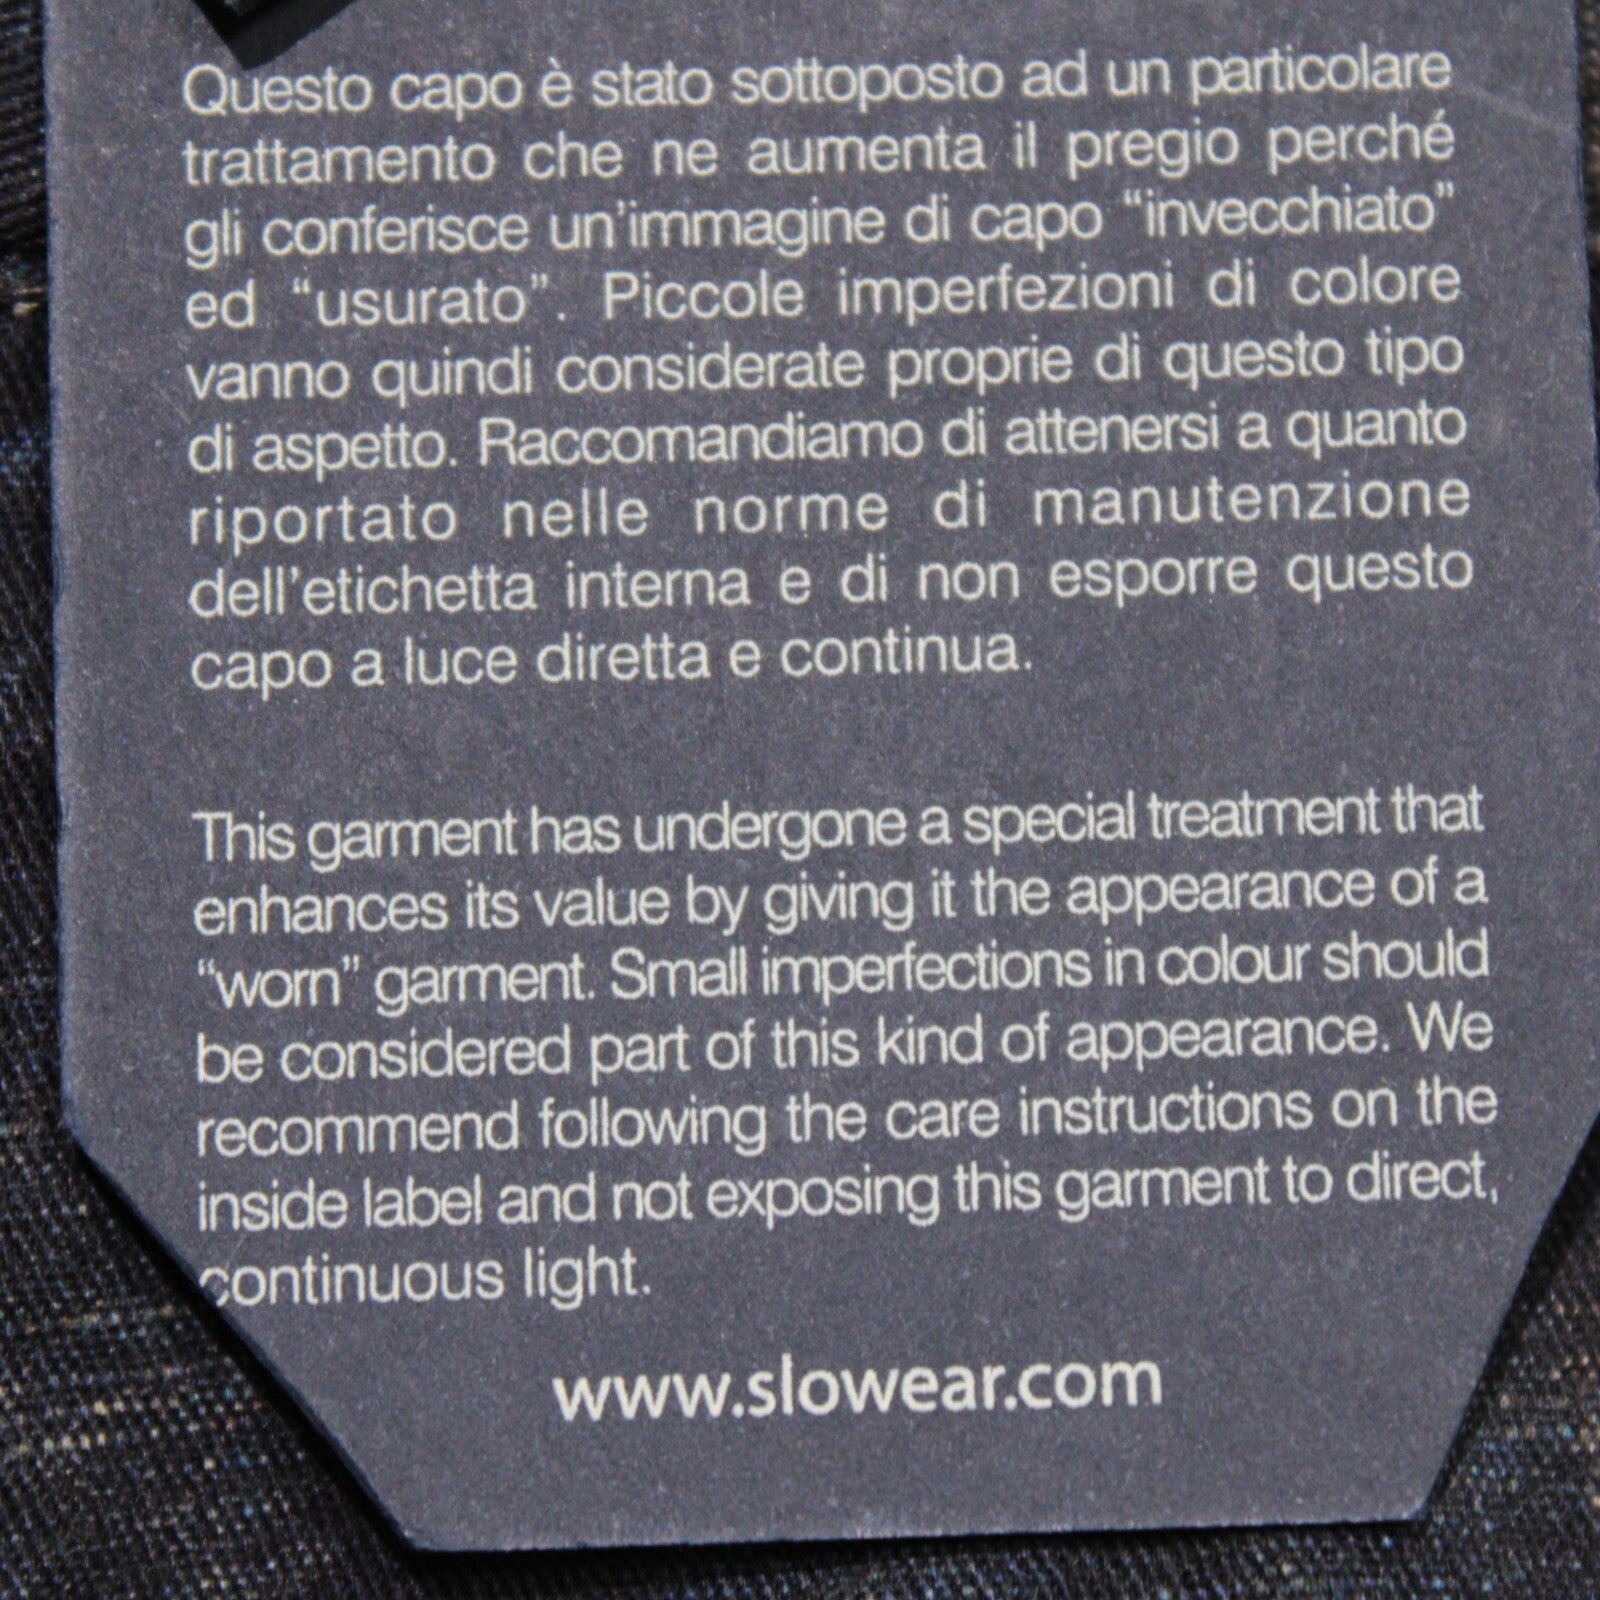 Questo capo è stato sottoposto ad un particolare
trattamento che ne aumenta il pregio perché
gli conferisce un'immagine di capo “invecchiato”
ed “usurato”. Piccole imperfezioni di colore
vanno quindi considerate proprie di questo tipo
di aspetto. Raccomandiamo di attenersi a quanto
riportato nelle norme di manutenzione
dell'etichetta interna e di non esporre questo
capo a luce diretta e continua.
This garment has undergone a special treatment that
enhances its value by giving it the appearance of a
“worn” garment. Small imperfections in colour should
be considered part of this kind of appearance. We
recommend following the care instructions on the
inside label and not exposing this garment to direct,
continuous light.
www.slowear.com